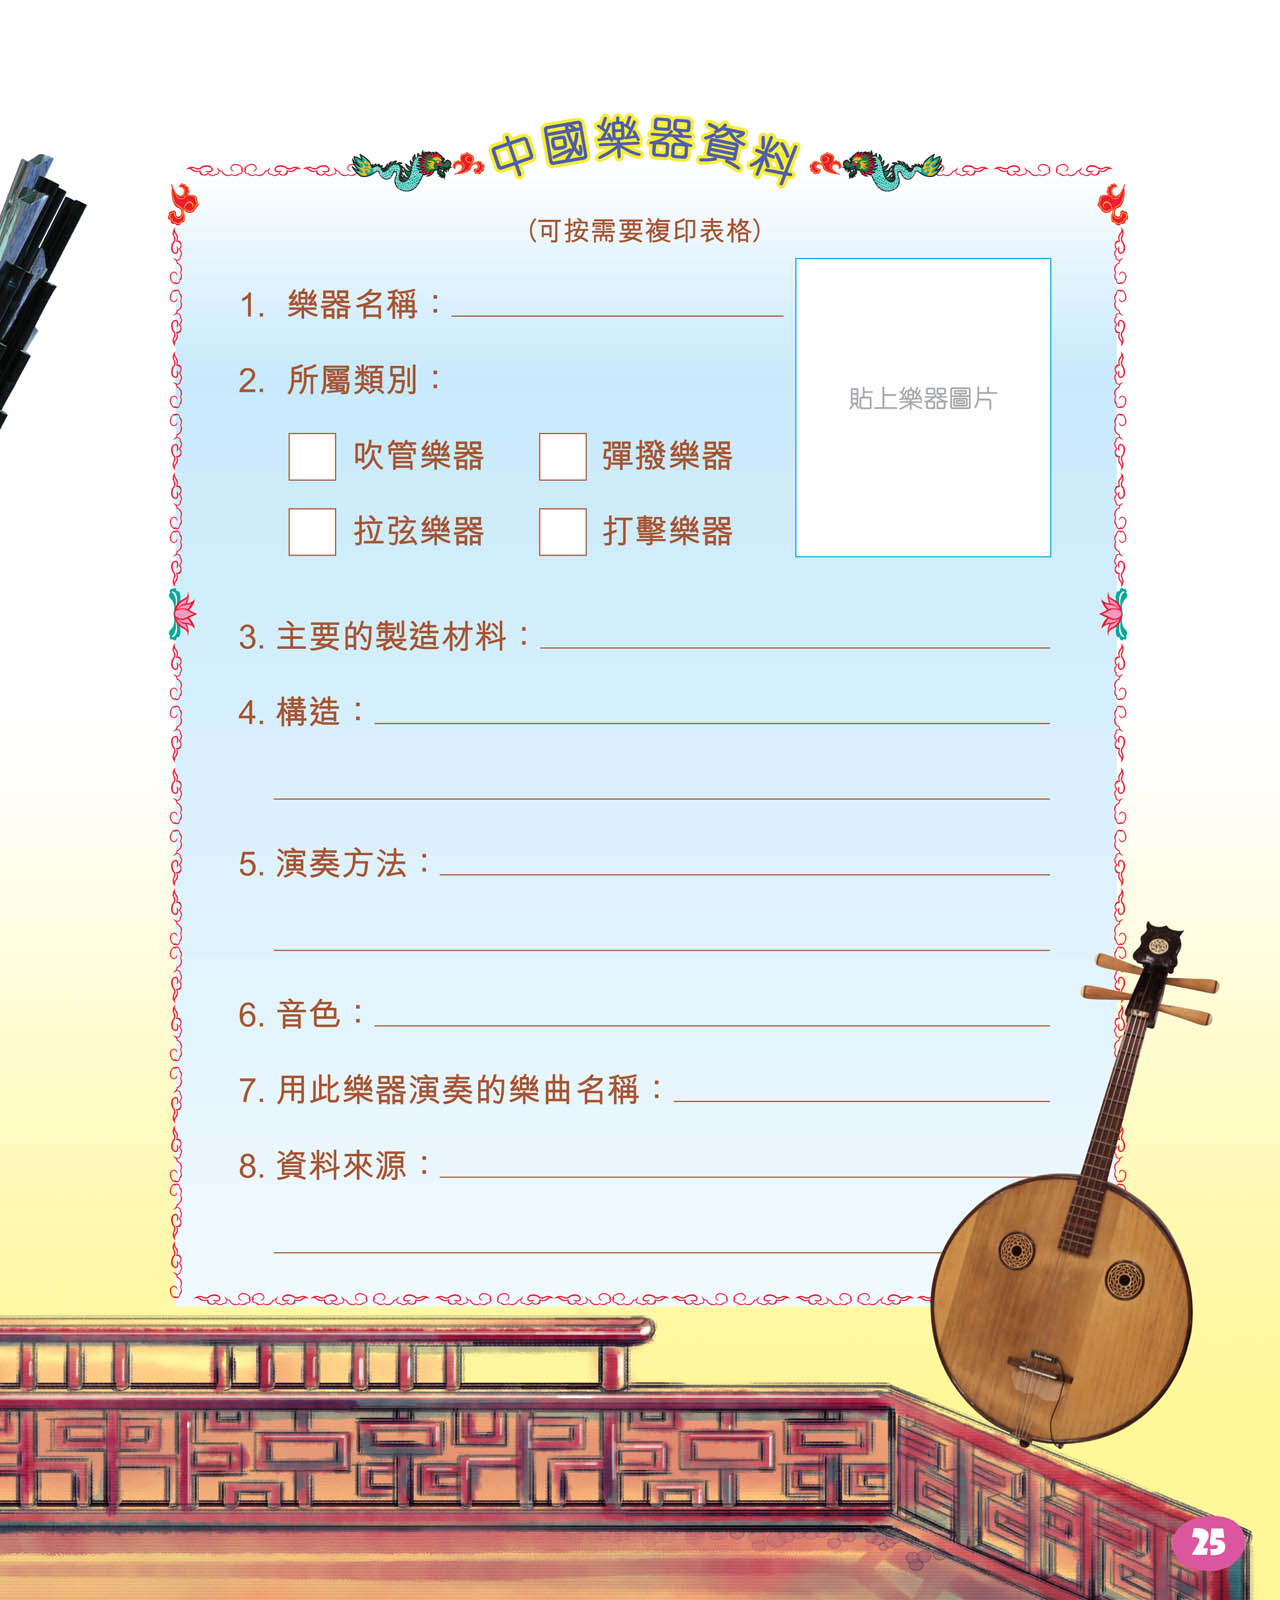 中國樂器資料
(可按需要複印表格)
1. 樂器名稱：
2. 所屬類別：
貼上樂器圖片
吹管樂器 彈撥樂器
拉弦樂器 打擊樂器
3. 主要的製造材料：
4. 構造：
5. 演奏方法：
6. 音色：
7. 用此樂器演奏的樂曲名稱：
8. 資料來源：
25